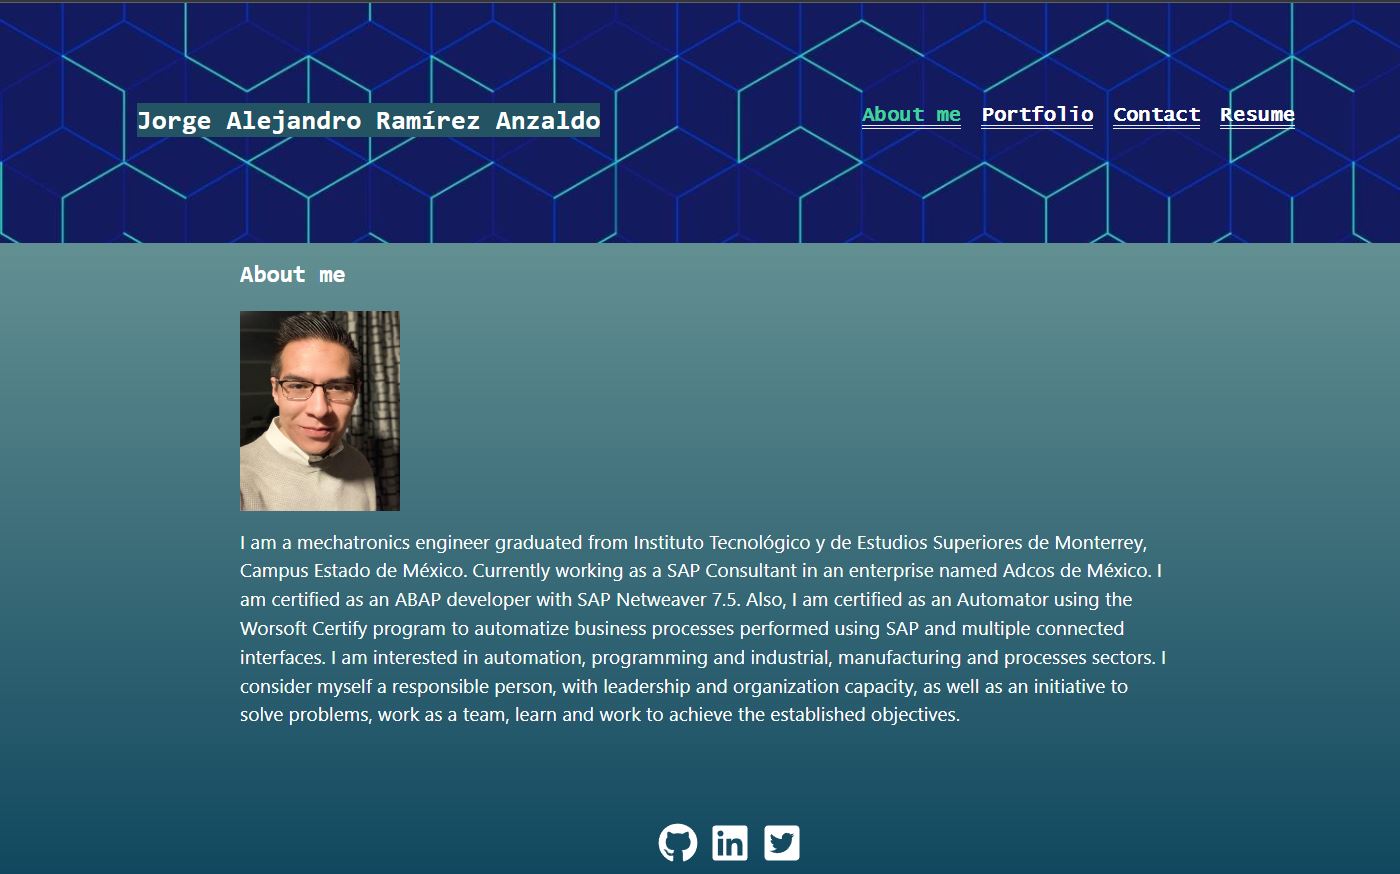 Jorge Alejandro Ramírez Anzaldo
About me Portfolio Contact Resume
About me
I am a mechatronics engineer graduated from Instituto Tecnológico y de Estudios Superiores de Monterrey,
Campus Estado de México. Currently working as a SAP Consultant in an enterprise named Adcos de México. I
am certified as an ABAP developer with SAP Netweaver 7.5. Also, I am certified as an Automator using the
Worsoft Certify program to automatize business processes performed using SAP and multiple connected
interfaces. I am interested in automation, programming and industrial, manufacturing and processes sectors. I
consider myself a responsible person, with leadership and organization capacity, as well as an initiative to
solve problems, work as a team, learn and work to achieve the established objectives.
in